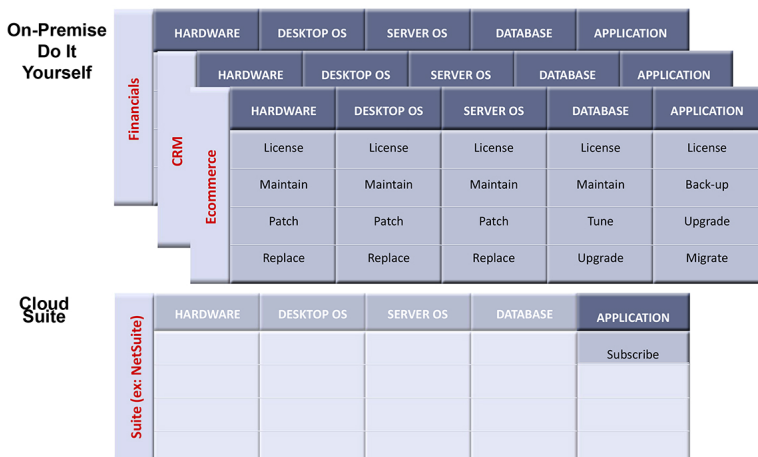 On-Premise
Do It
Yourself
Financials
HARDWARE DESKTOP OS SERVER OS DATABASE APPLICATION
CRM
HARDWARE DESKTOP OS SERVER OS DATABASE APPLICATION
Ecommerce
HARDWARE DESKTOP OS SERVER OS DATABASE APPLICATION
License License License License License
Maintain Maintain Maintain Maintain Back-up
Patch Patch Patch Tune Upgrade
Replace Replace Replace Upgrade Migrate
Cloud
Suite
Suite (ex: NetSuite)
HARDWARE DESKTOP OS SERVER OS DATABASE APPLICATION
Subscribe